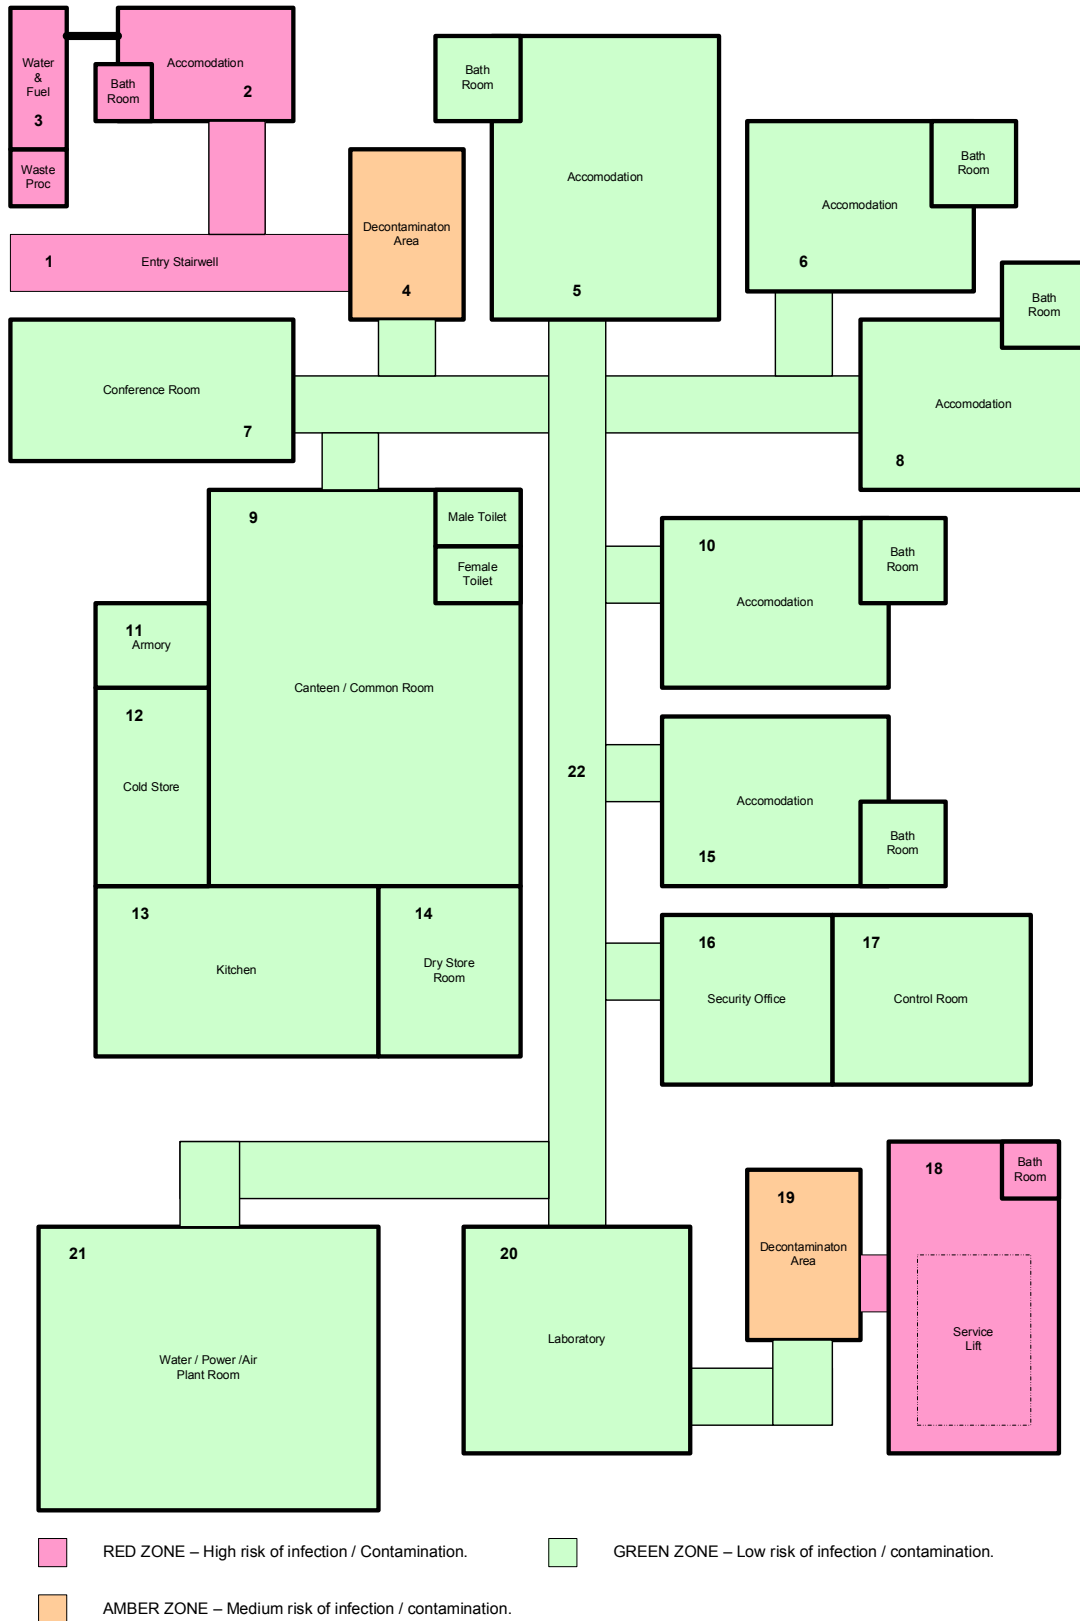 Water
&
Fuel
3
Waste
Proc
Bath
Room
Accomodation
2
1
Entry Stairwell
Decontaminaton
Area
4
Bath
Room
Accomodation
5
Bath
Room
Accomodation
6
Bath
Room
Accomodation
8
Conference Room
7
9
Male Toilet
Female
Toilet
Canteen / Common Room
11
Armory
12
Cold Store
13
Kitchen
14
Dry Store
Room
10
Bath
Room
Accomodation
22
Accomodation
15
Bath
Room
16
Security Office
17
Control Room
18
Bath
Room
Service
Lift
19
Decontaminaton
Area
20
Laboratory
21
Water / Power /Air
Plant Room
RED ZONE – High risk of infection / Contamination.
GREEN ZONE – Low risk of infection / contamination.
AMBER ZONE – Medium risk of infection / contamination.